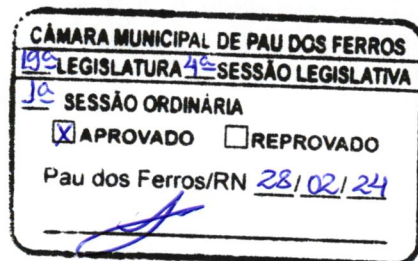 CÂMARA MUNICIPAL DE PAU DOS FERROS
19ª LEGISLATURA 4ª SESSÃO LEGISLATIVA
1ª SESSÃO ORDINÁRIA
☒ APROVADO ☐ REPROVADO
Pau dos Ferros/RN 28/02/24